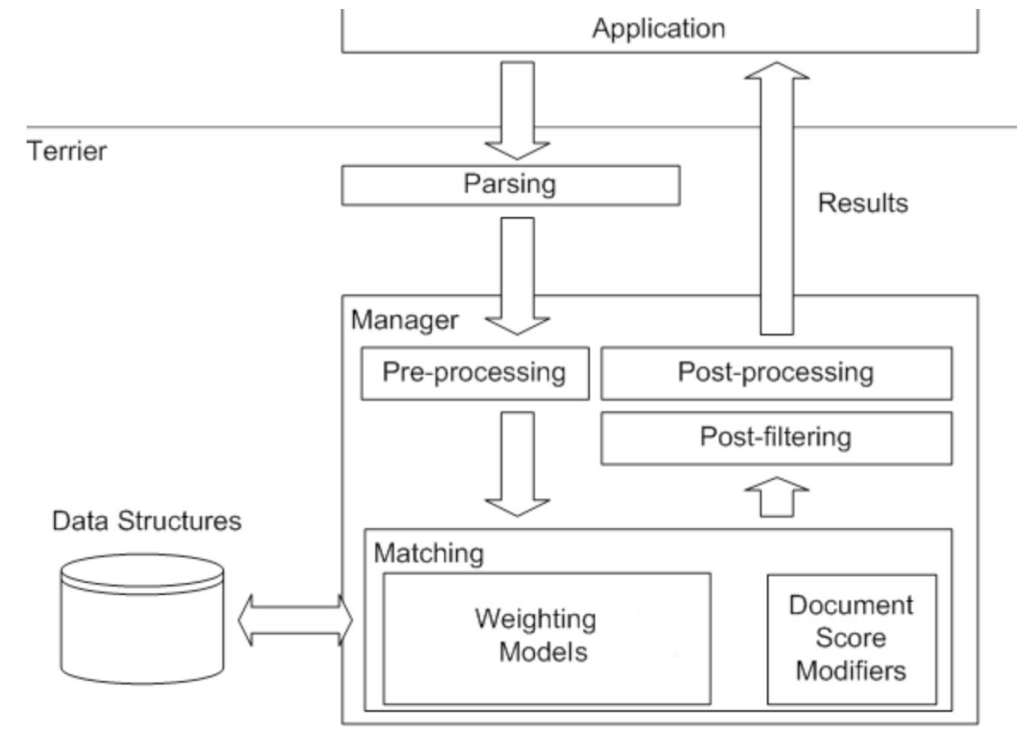 Application
Terrier
Parsing
Results
Manager
Pre-processing
Post-processing
Post-filtering
Data Structures
Matching
Weighting
Models
Document
Score
Modifiers